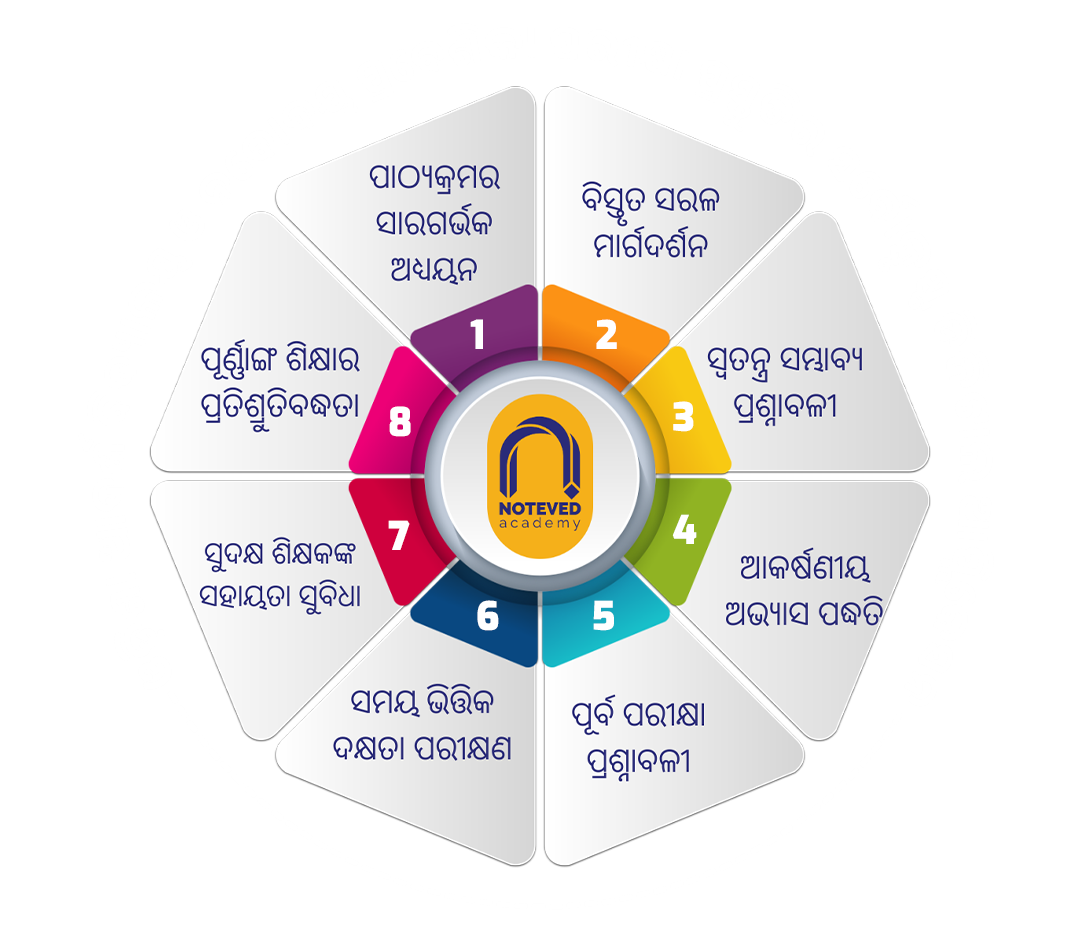 ପାଠ୍ୟକ୍ରମର
ସାରଗର୍ଭକ
ଅଧ୍ୟୟନ
1
ବିସ୍ତୃତ ସରଳ
ମାର୍ଗଦର୍ଶନ
2
ସ୍ୱତନ୍ତ୍ର ସମ୍ଭାବ୍ୟ
ପ୍ରଶ୍ନାବଳୀ
3
ଆକର୍ଷଣୀୟ
ଅଭ୍ୟାସ ପଦ୍ଧତି
4
ପୂର୍ବ ପରୀକ୍ଷା
ପ୍ରଶ୍ନାବଳୀ
5
ସମୟ ଭିତ୍ତିକ
ଦକ୍ଷତା ପରୀକ୍ଷଣ
6
ସୁଦକ୍ଷ ଶିକ୍ଷକଙ୍କ
ସହାୟତା ସୁବିଧା
7
ପୂର୍ଣ୍ଣାଙ୍ଗ ଶିକ୍ଷାର
ପ୍ରତିଶ୍ରୁତିବଦ୍ଧତା
8
NOTEVED
academy